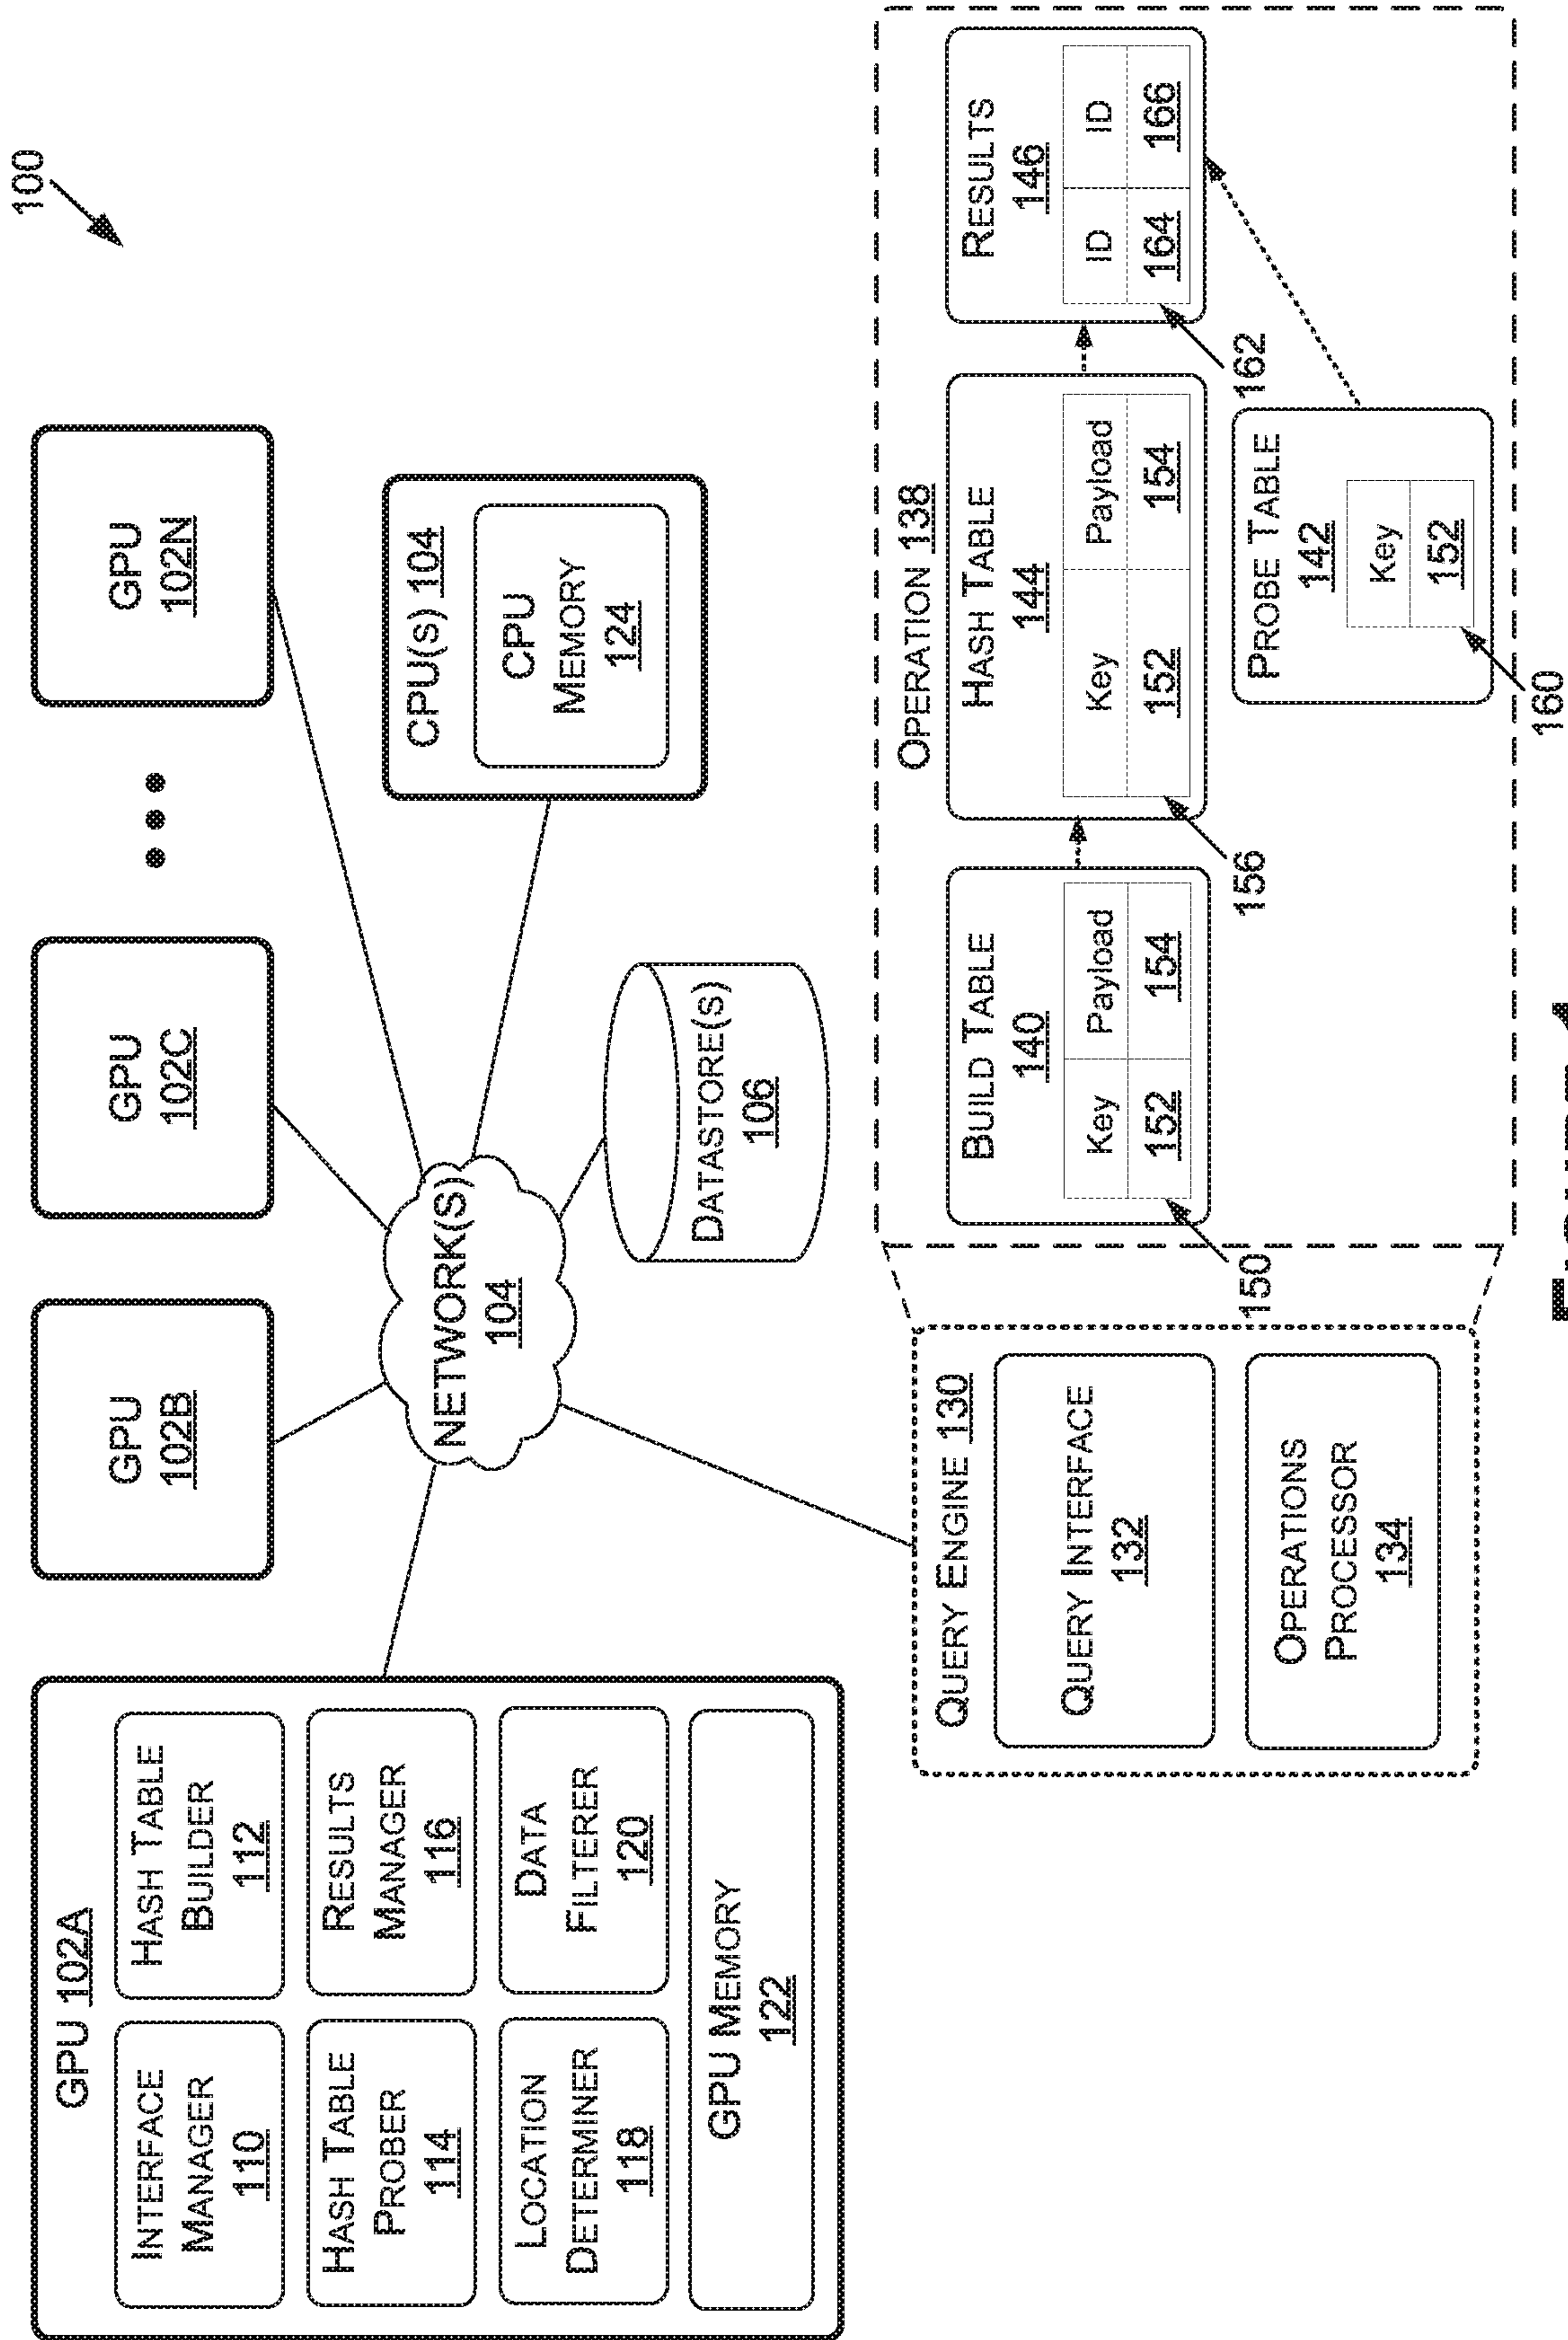 100
GPU 102A
INTERFACE
MANAGER
110
HASH TABLE
BUILDER
112
HASH TABLE
PROBER
114
RESULTS
MANAGER
116
LOCATION
DETERMINER
118
DATA
FILTERER
120
GPU MEMORY
122
GPU
102B
GPU
102C
GPU
102N
NETWORK(S)
104
CPU(S) 104
CPU
MEMORY
124
DATASTORE(S)
106
QUERY ENGINE 130
QUERY INTERFACE
132
OPERATIONS
PROCESSOR
134
OPERATION 138
BUILD TABLE
140
Key Payload
152 154
150
HASH TABLE
144
Key Payload
152 154
156
RESULTS
146
ID ID
164 166
162
PROBE TABLE
142
Key
152
160